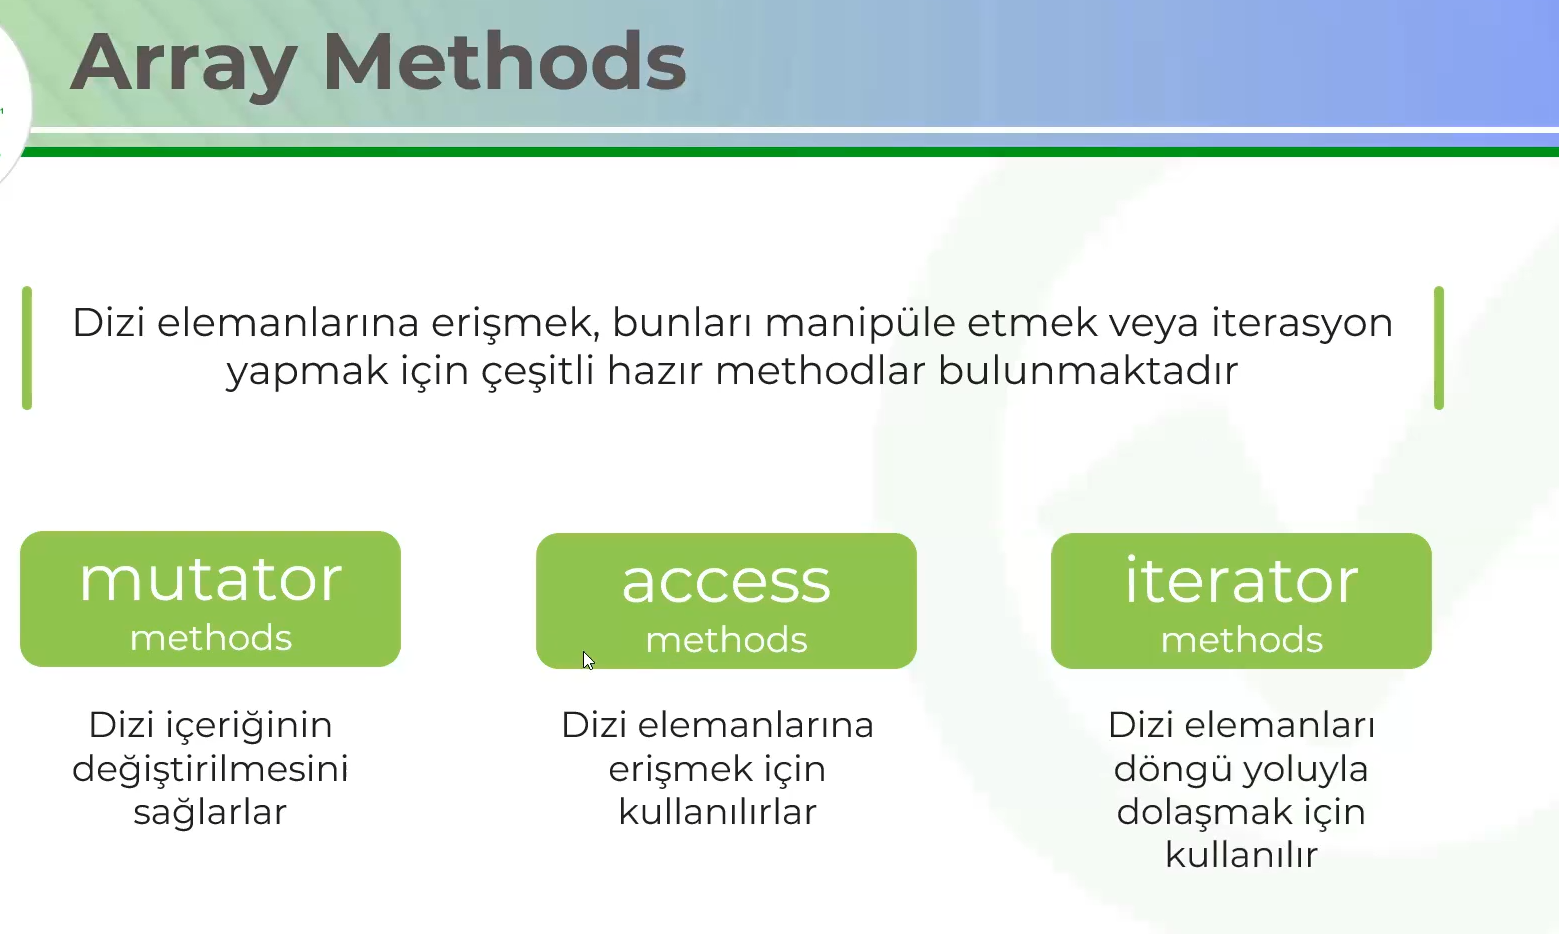 Array Methods
Dizi elemanlarına erişmek, bunları manipüle etmek veya iterasyon
yapmak için çeşitli hazır methodlar bulunmaktadır
mutator
methods
Dizi içeriğinin
değiştirilmesini
sağlarlar
access
methods
Dizi elemanlarına
erişmek için
kullanılırlar
iterator
methods
Dizi elemanları
döngü yoluyla
dolaşmak için
kullanılır